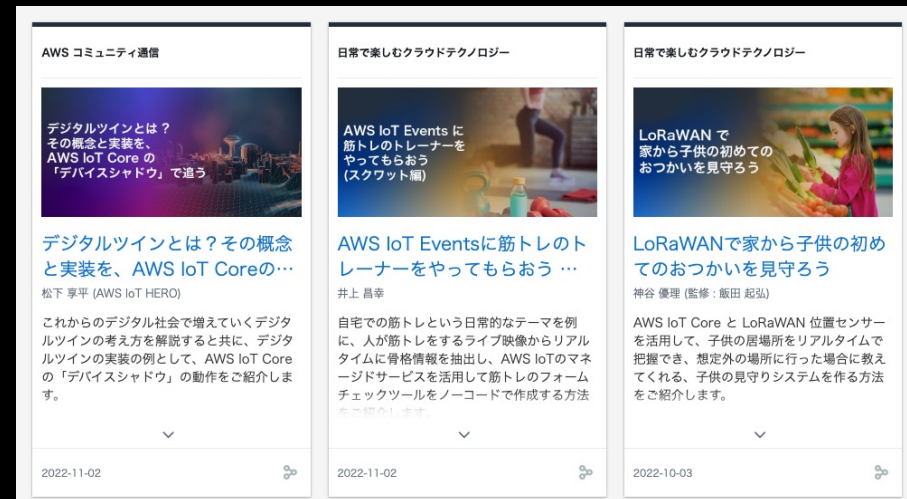 AWS コミュニティ通信
デジタルツインとは？
その概念と実装を、
AWS IoT Core の
「デバイスシャドウ」で追う
デジタルツインとは？その概念
と実装を、AWS IoT Coreの…
松下 享平 (AWS IoT HERO)
これからのデジタル社会で増えていくデジタ
ルツインの考え方を解説すると共に、デジタ
ルツインの実装の例として、AWS IoT Core
の「デバイスシャドウ」の動作をご紹介しま
す。
2022-11-02
日常で楽しむクラウドテクノロジー
AWS IoT Events に
筋トレのトレーナーを
やってもらおう
(スクワット編)
AWS IoT Eventsに筋トレのト
レーナーをやってもらおう …
井上 昌幸
自宅での筋トレという日常的なテーマを例
に、人が筋トレをするライブ映像からリアル
タイムに骨格情報を抽出し、AWS IoTのマネ
ージドサービスを活用して筋トレのフォーム
チェックツールをノーコードで作成する方法
をご紹介します。
2022-11-02
日常で楽しむクラウドテクノロジー
LoRaWAN で
家から子供の初めての
おつかいを見守ろう
LoRaWANで家から子供の初め
てのおつかいを見守ろう
神谷 優理 (監修 : 飯田 起弘)
AWS IoT Core と LoRaWAN 位置センサー
を活用して、子供の居場所をリアルタイムで
把握でき、想定外の場所に行った場合に教え
てくれる、子供の見守りシステムを作る方法
をご紹介します。
2022-10-03